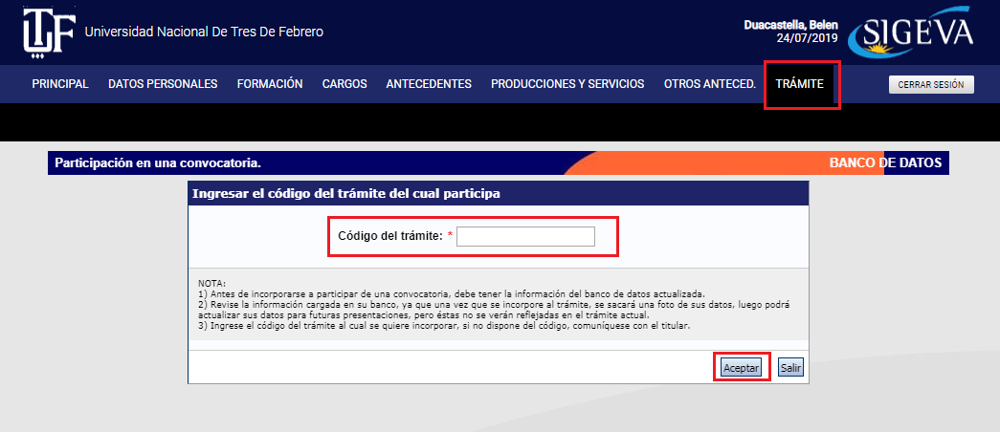 UNTREF
Universidad Nacional De Tres De Febrero
Duacastella, Belen
24/07/2019
SIGEVA
PRINCIPAL DATOS PERSONALES FORMACIÓN CARGOS ANTECEDENTES PRODUCCIONES Y SERVICIOS OTROS ANTECED. TRÁMITE CERRAR SESIÓN
Participación en una convocatoria. BANCO DE DATOS
Ingresar el código del trámite del cual participa
Código del trámite: *
NOTA:
1) Antes de incorporarse a participar de una convocatoria, debe tener la información del banco de datos actualizada.
2) Revise la información cargada en su banco, ya que una vez que se incorpore al trámite, se sacará una foto de sus datos, luego podrá
actualizar sus datos para futuras presentaciones, pero éstas no se verán reflejadas en el trámite actual.
3) Ingrese el código del trámite al cual se quiere incorporar, si no dispone del código, comuníquese con el titular.
Aceptar Salir